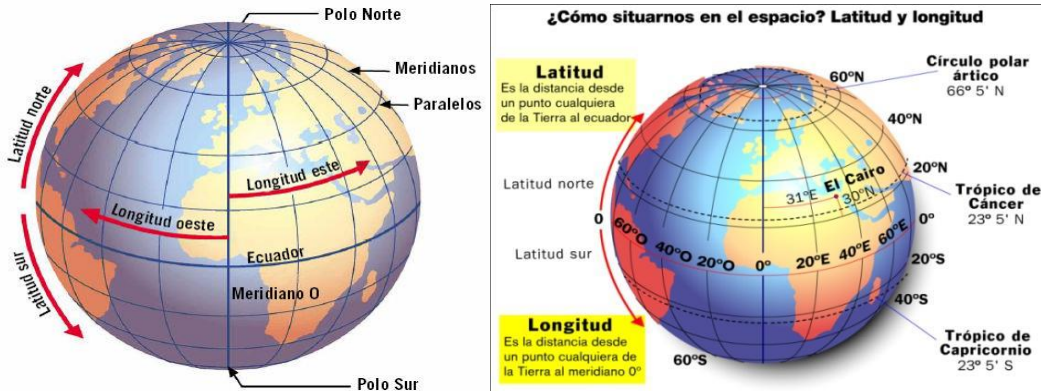 Polo Norte
Meridianos
Paralelos
Latitud norte
Longitud este
Longitud oeste
Ecuador
Latitud sur
Meridiano O
Polo Sur
¿Cómo situarnos en el espacio? Latitud y longitud
Latitud
Es la distancia desde
un punto cualquiera
de la Tierra al ecuador
60ºN
Círculo polar
ártico
66º 5' N
40ºN
20ºN
Latitud norte
El Cairo
31ºE
30ºN
Trópico de
Cáncer
23º 5' N
0
0º
60ºO
40ºO
20ºO
0º
20ºE
40ºE
60ºE
Latitud sur
20ºS
40ºS
Longitud
Es la distancia desde
un punto cualquiera de
la Tierra al meridiano 0º
60ºS
Trópico de
Capricornio
23º 5' S